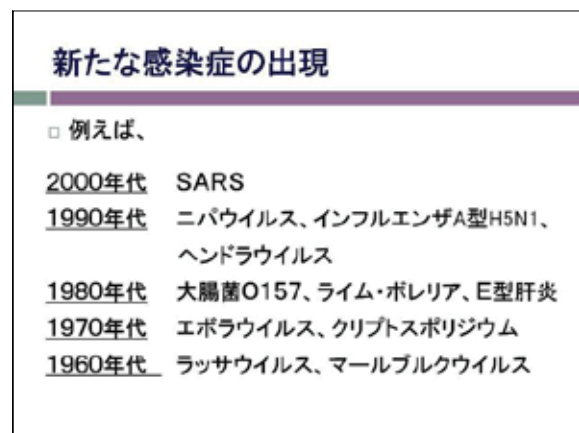 新たな感染症の出現
例えば、
2000年代 SARS
1990年代 ニパウイルス、インフルエンザA型H5N1、
ヘンドラウイルス
1980年代 大腸菌O157、ライム・ボレリア、E型肝炎
1970年代 エボラウイルス、クリプトスポリジウム
1960年代 ラッサウイルス、マールブルクウイルス